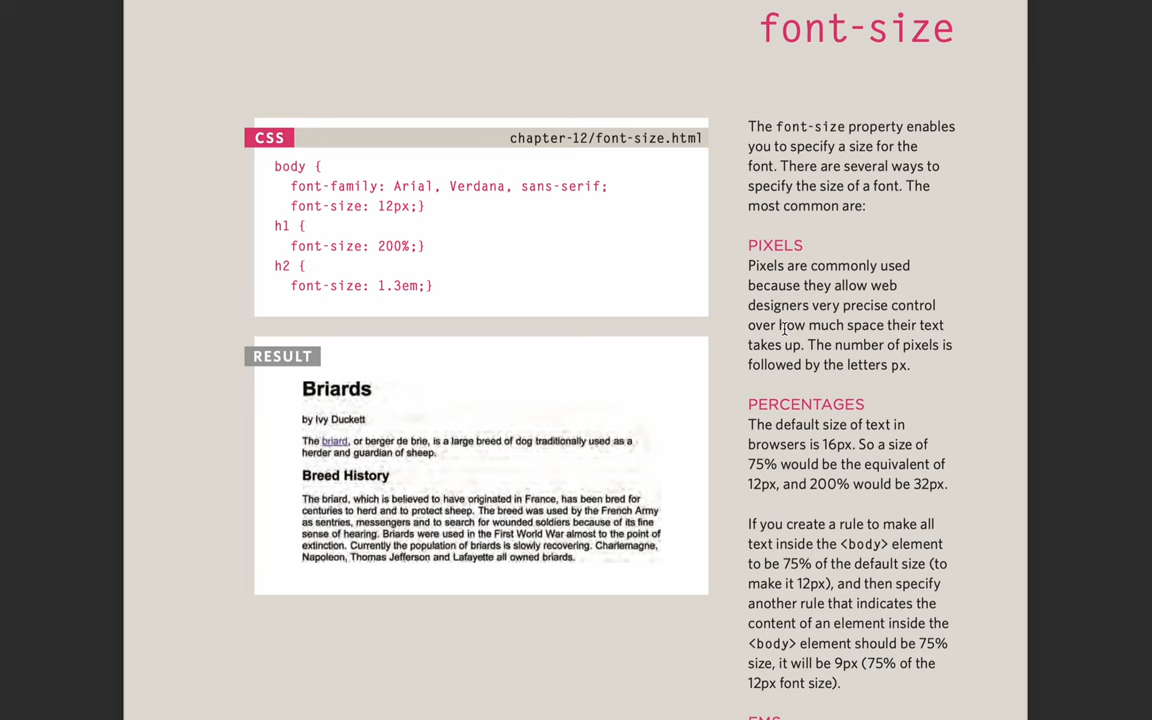 font-size
CSS
chapter-12/font-size.html
body {
font-family: Arial, Verdana, sans-serif;
font-size: 12px;}
h1 {
font-size: 200%;}
h2 {
font-size: 1.3em;}
RESULT
Briards
by Ivy Duckett
The briard, or berger de brie, is a large breed of dog traditionally used as a
herder and guardian of sheep.
Breed History
The briard, which is believed to have originated in France, has been bred for
centuries to herd and to protect sheep. The breed was used by the French Army
as sentries, messengers and to search for wounded soldiers because of its fine
sense of hearing. Briards were used in the First World War almost to the point of
extinction. Currently the population of briards is slowly recovering. Charlemagne,
Napoleon, Thomas Jefferson and Lafayette all owned briards.
The font-size property enables
you to specify a size for the
font. There are several ways to
specify the size of a font. The
most common are:
PIXELS
Pixels are commonly used
because they allow web
designers very precise control
over how much space their text
takes up. The number of pixels is
followed by the letters px.
PERCENTAGES
The default size of text in
browsers is 16px. So a size of
75% would be the equivalent of
12px, and 200% would be 32px.
If you create a rule to make all
text inside the <body> element
to be 75% of the default size (to
make it 12px), and then specify
another rule that indicates the
content of an element inside the
<body> element should be 75%
size, it will be 9px (75% of the
12px font size).
EMS